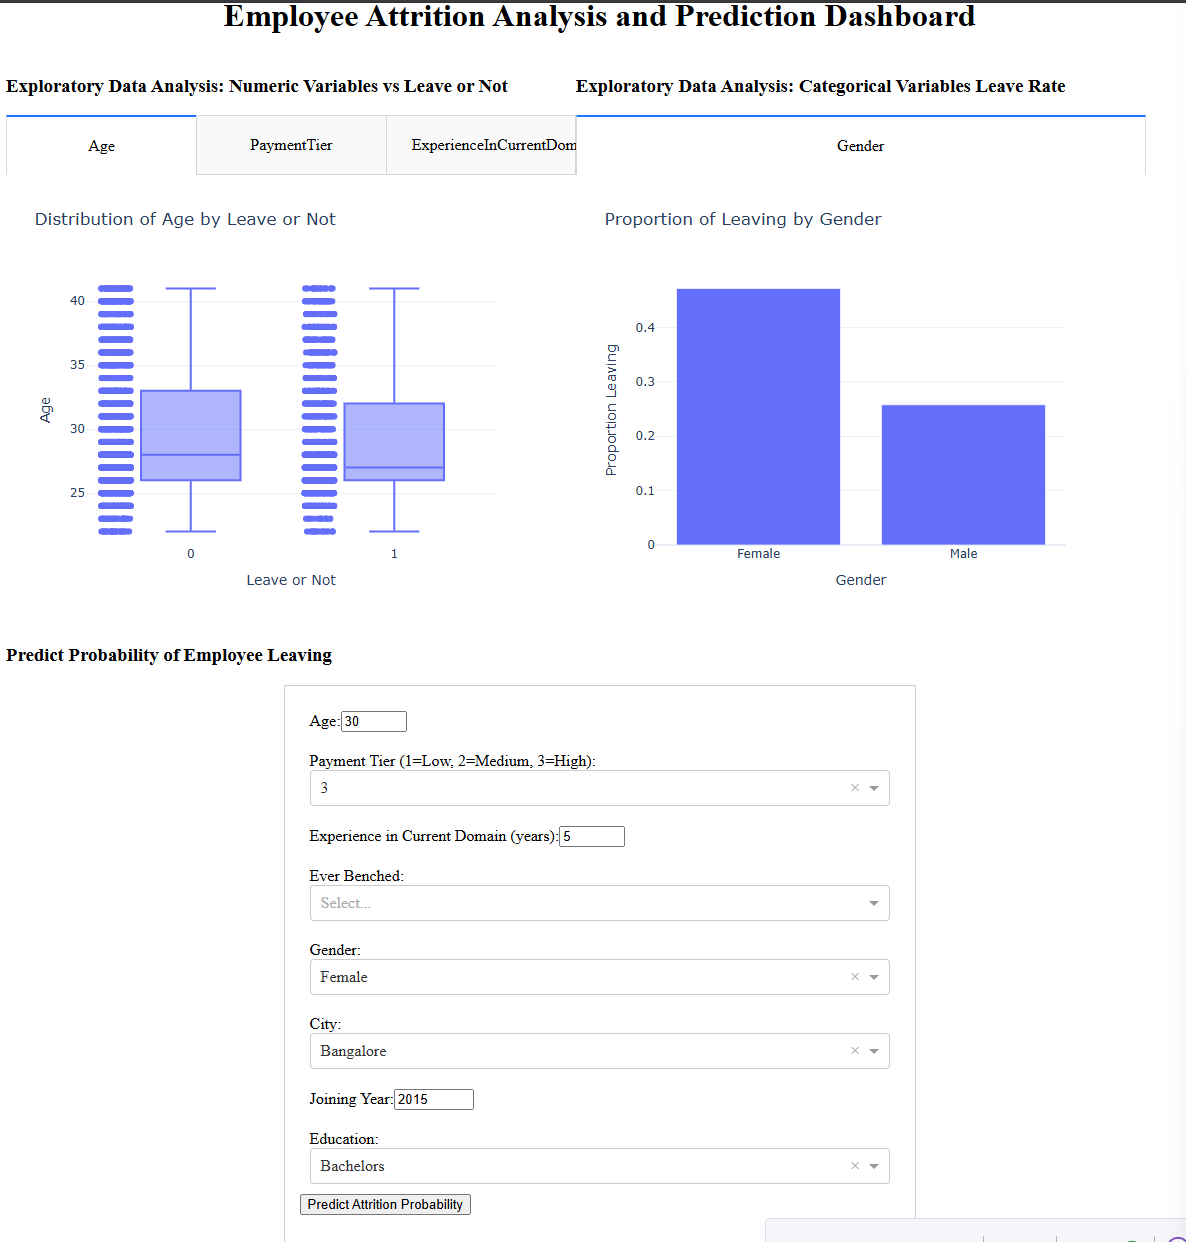 Employee Attrition Analysis and Prediction Dashboard
Exploratory Data Analysis: Numeric Variables vs Leave or Not
Age
PaymentTier
ExperienceInCurrentDom
Distribution of Age by Leave or Not
40
35
30
25
Age
0
1
Leave or Not
Exploratory Data Analysis: Categorical Variables Leave Rate
Gender
Proportion of Leaving by Gender
0.4
0.3
0.2
0.1
0
Proportion Leaving
Female
Male
Gender
Predict Probability of Employee Leaving
Age: 30
Payment Tier (1=Low, 2=Medium, 3=High):
3
Experience in Current Domain (years): 5
Ever Benched:
Select...
Gender:
Female
City:
Bangalore
Joining Year: 2015
Education:
Bachelors
Predict Attrition Probability